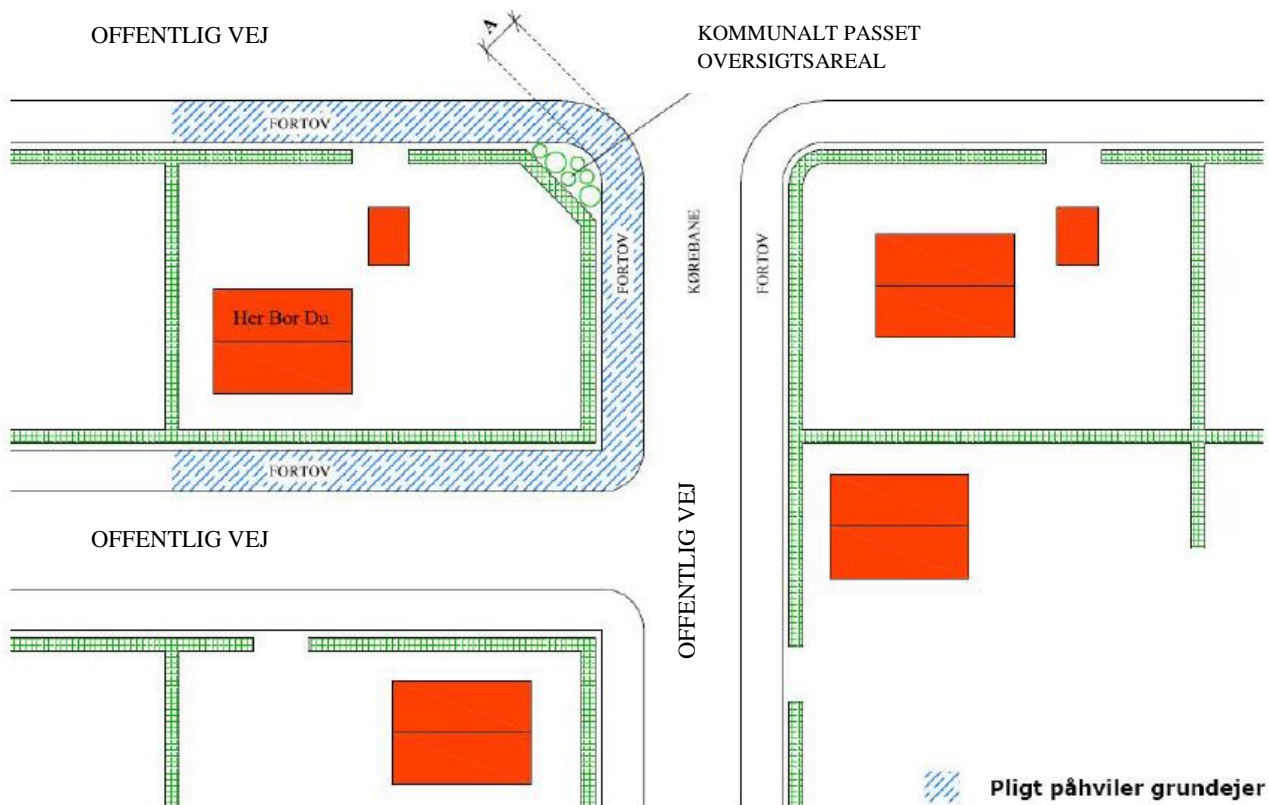 OFFENTLIG VEJ
A
KOMMUNALT PASSET
OVERSIGTSAREAL
FORTOV
FORTOV
KØREBANE
FORTOV
Her Bor Du
FORTOV
OFFENTLIG VEJ
OFFENTLIG VEJ
Pligt påhviler grundejer